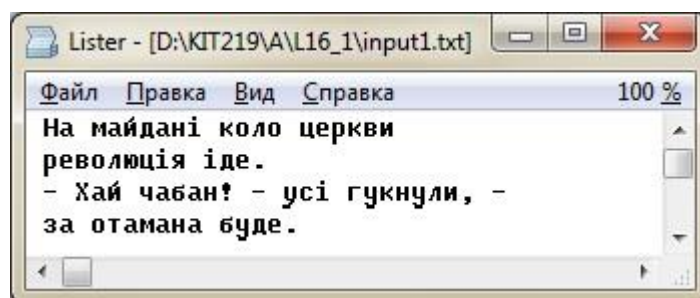 Lister - [D:\KIT219\A\L16_1\input1.txt]
Файл Правка Вид Справка 100 %
На майдані коло церкви
революція іде.
- Хай чабан! - усі гукнули, -
за отамана буде.